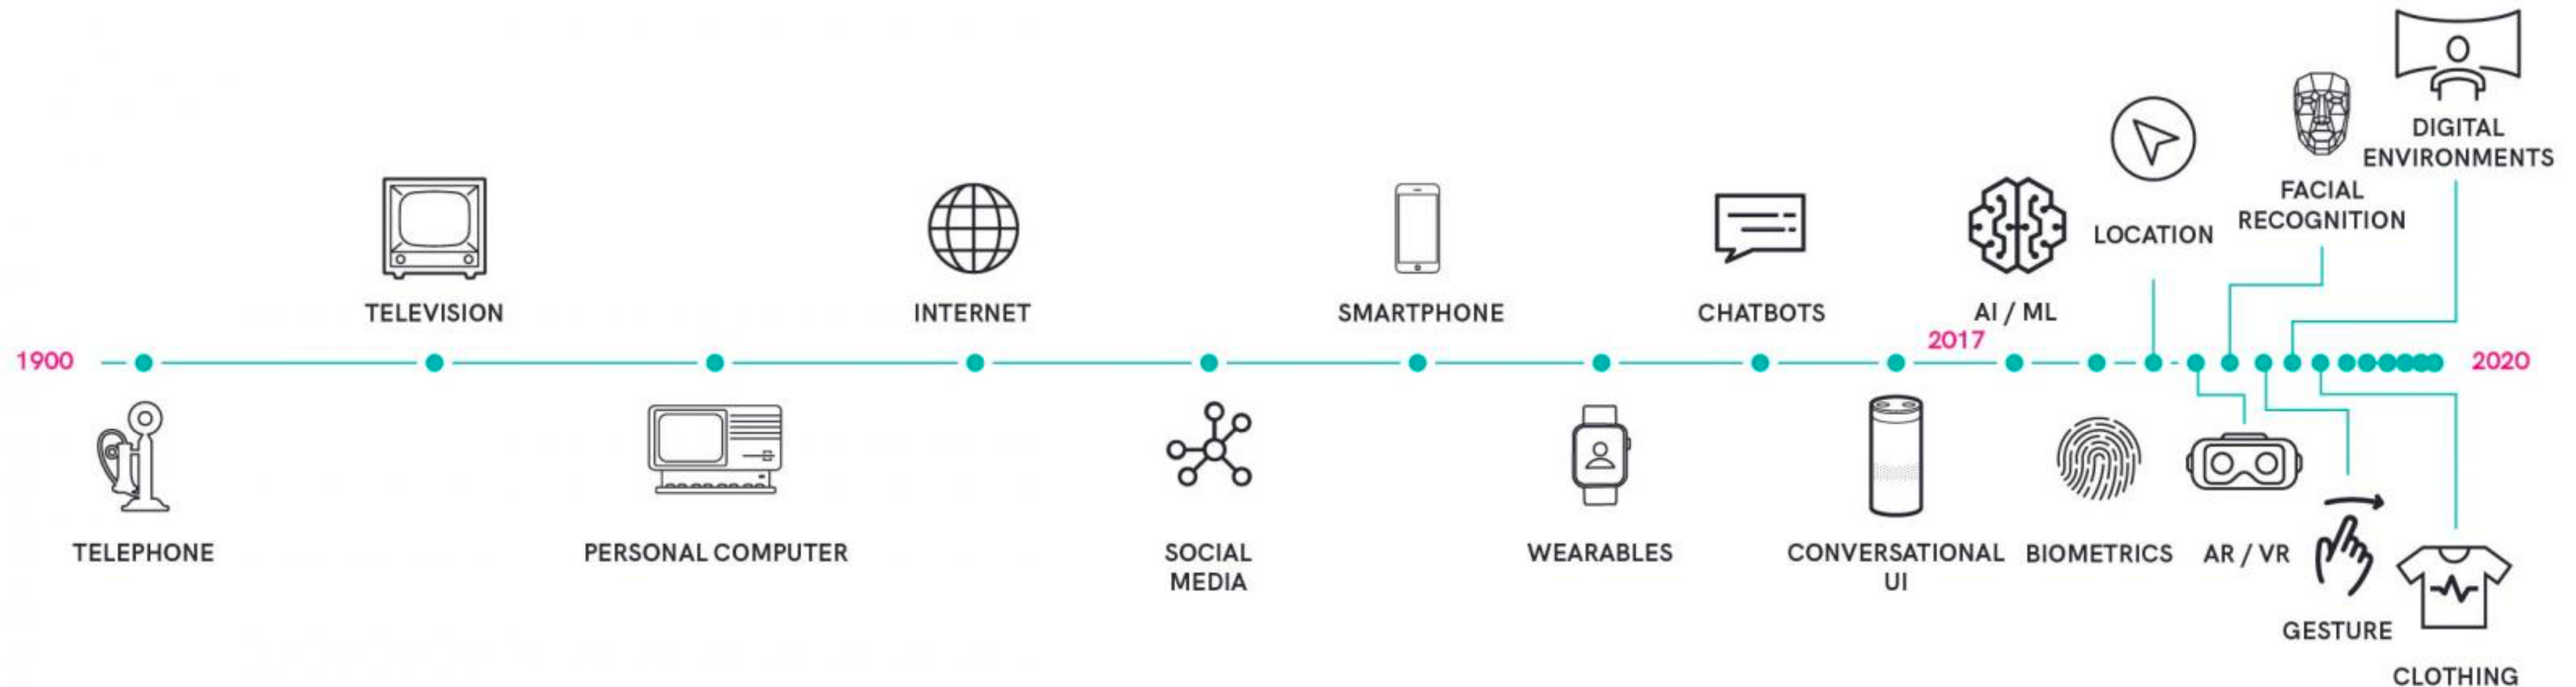 DIGITAL
ENVIRONMENTS
FACIAL
RECOGNITION
LOCATION
TELEVISION
INTERNET
SMARTPHONE
CHATBOTS
AI / ML
2017
1900
2020
TELEPHONE
PERSONAL COMPUTER
SOCIAL
MEDIA
WEARABLES
CONVERSATIONAL
UI
BIOMETRICS
AR / VR
GESTURE
CLOTHING